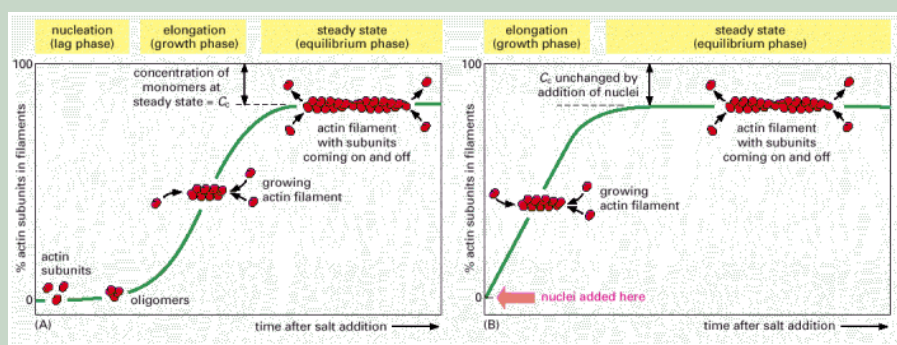 nucleation
(lag phase)
elongation
(growth phase)
steady state
(equilibrium phase)
100
concentration of
monomers at
steady state = Cc
actin filament
with subunits
coming on and off
growing
actin filament
% actin subunits in filaments
actin
subunits
oligomers
0
(A)
time after salt addition
elongation
(growth phase)
steady state
(equilibrium phase)
100
Cc unchanged by
addition of nuclei
actin filament
with subunits
coming on and off
growing
actin filament
% actin subunits in filaments
nuclei added here
0
(B)
time after salt addition